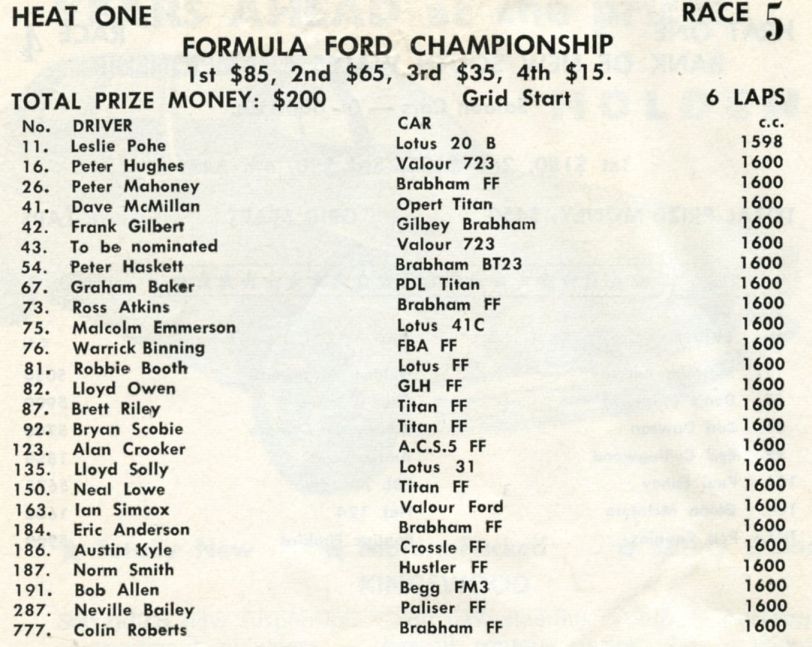 HEAT ONE RACE 5
FORMULA FORD CHAMPIONSHIP
1st $85, 2nd $65, 3rd $35, 4th $15.
TOTAL PRIZE MONEY: $200 Grid Start 6 LAPS
No. DRIVER CAR c.c.
11. Leslie Pohe Lotus 20 B 1598
16. Peter Hughes Valour 723 1600
26. Peter Mahoney Brabham FF 1600
41. Dave McMillan Opert Titan 1600
42. Frank Gilbert Gilbey Brabham 1600
43. To be nominated Valour 723 1600
54. Peter Haskett Brabham BT23 1600
67. Graham Baker PDL Titan 1600
73. Ross Atkins Brabham FF 1600
75. Malcolm Emmerson Lotus 41C 1600
76. Warrick Binning FBA FF 1600
81. Robbie Booth Lotus FF 1600
82. Lloyd Owen GLH FF 1600
87. Brett Riley Titan FF 1600
92. Bryan Scobie Titan FF 1600
123. Alan Crooker A.C.S.5 FF 1600
135. Lloyd Solly Lotus 31 1600
150. Neal Lowe Titan FF 1600
163. Ian Simcox Valour Ford 1600
184. Eric Anderson Brabham FF 1600
186. Austin Kyle Crossle FF 1600
187. Norm Smith Hustler FF 1600
191. Bob Allen Begg FM3 1600
287. Neville Bailey Paliser FF 1600
777. Colin Roberts Brabham FF 1600